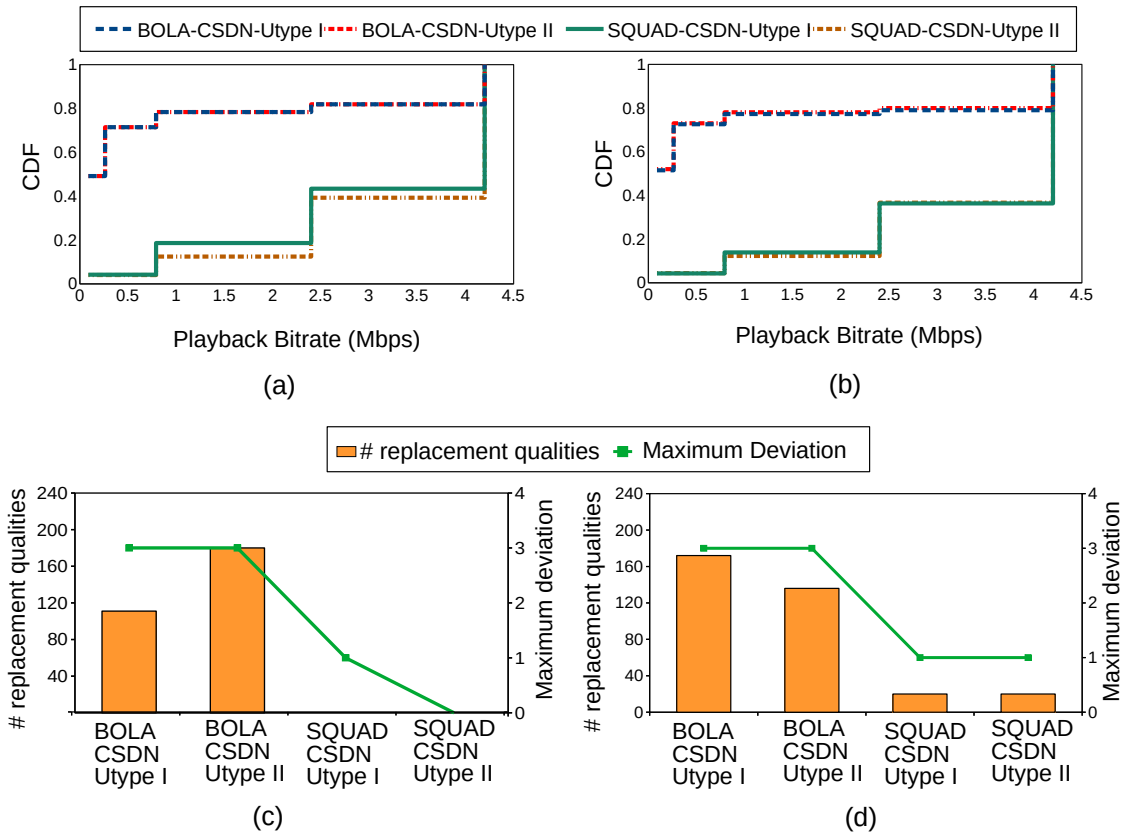 BOLA-CSDN-Utype I BOLA-CSDN-Utype II SQUAD-CSDN-Utype I SQUAD-CSDN-Utype II
1
0.8
0.6
0.4
0.2
0
CDF
0 0.5 1 1.5 2 2.5 3 3.5 4 4.5
Playback Bitrate (Mbps)
(a)
1
0.8
0.6
0.4
0.2
0
CDF
0 0.5 1 1.5 2 2.5 3 3.5 4 4.5
Playback Bitrate (Mbps)
(b)
# replacement qualities Maximum Deviation
# replacement qualities
240
200
160
120
80
40
4
3
2
1
0
Maximum deviation
BOLA CSDN Utype I
BOLA CSDN Utype II
SQUAD CSDN Utype I
SQUAD CSDN Utype II
(c)
# replacement qualities
240
200
160
120
80
40
0
4
3
2
1
0
Maximum deviation
BOLA CSDN Utype I
BOLA CSDN Utype II
SQUAD CSDN Utype I
SQUAD CSDN Utype II
(d)